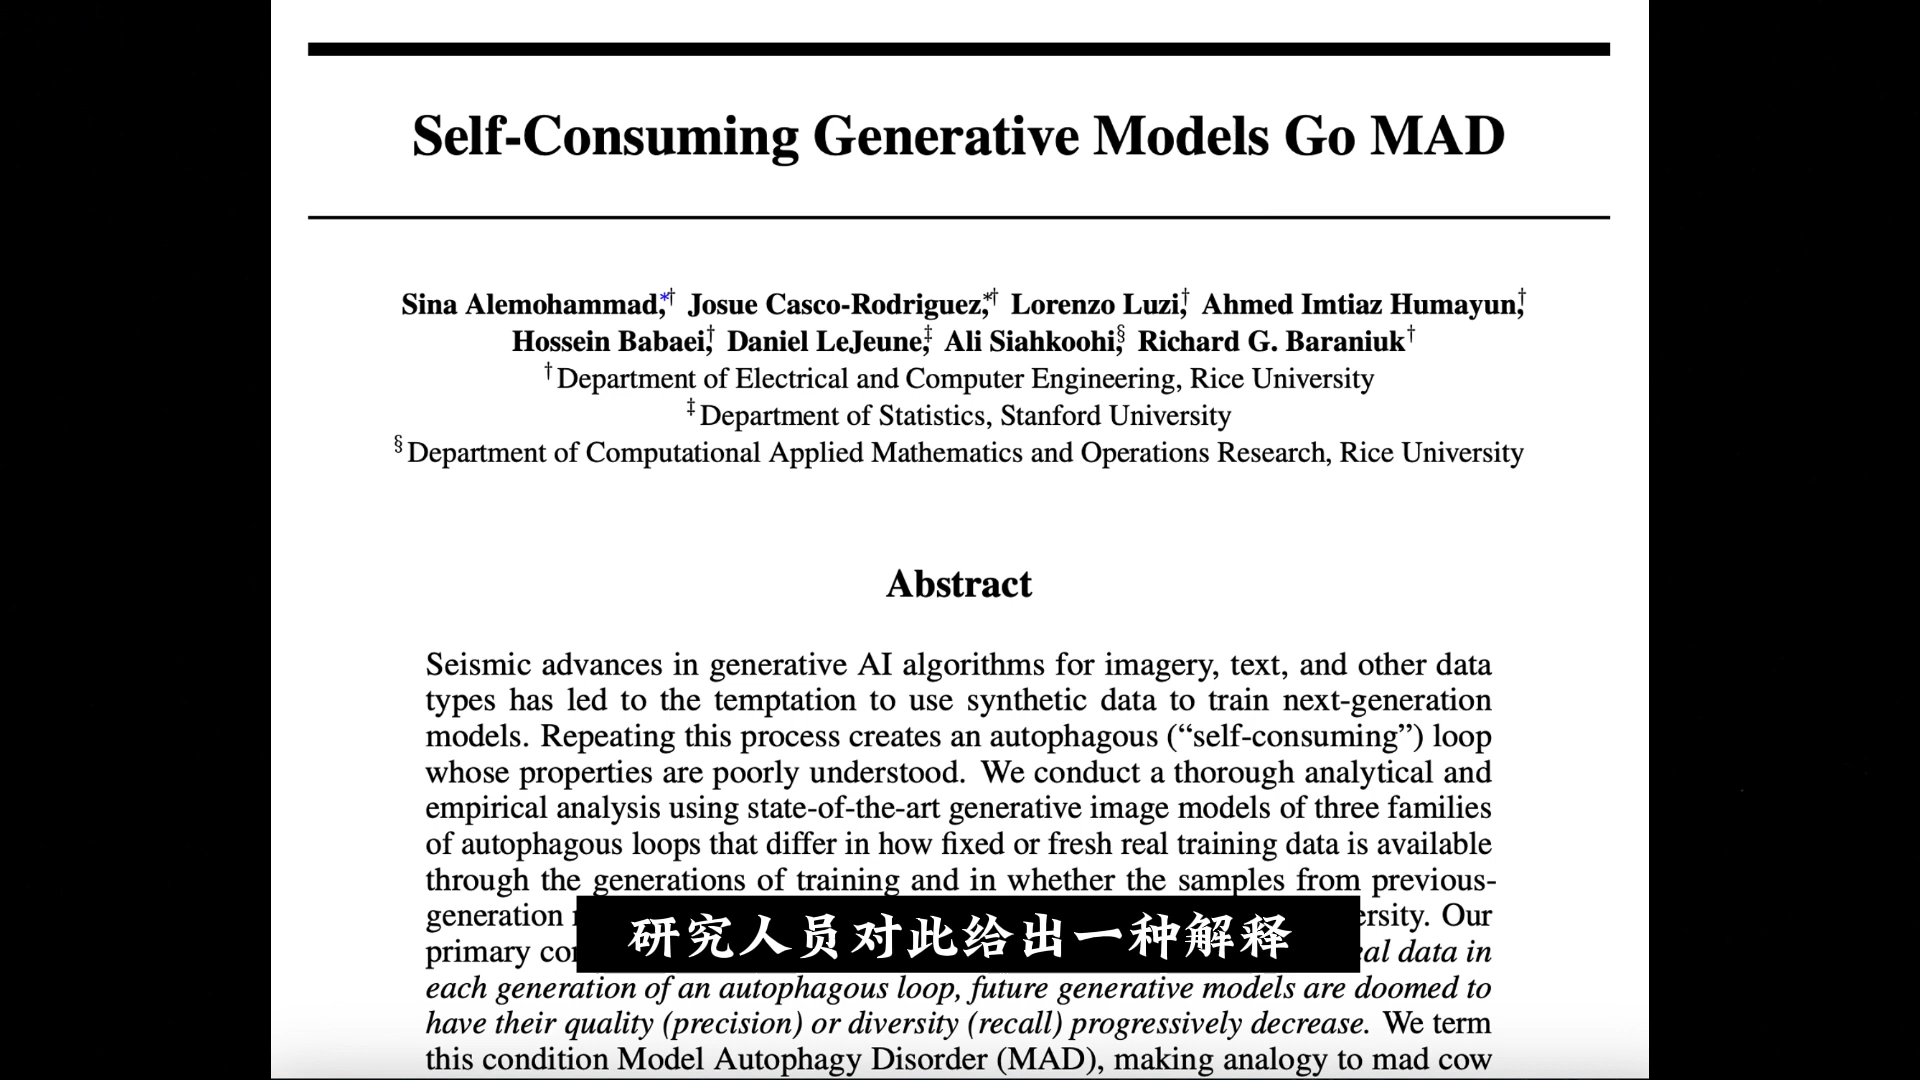 Self-Consuming Generative Models Go MAD
Sina Alemohammad,*† Josue Casco-Rodriguez,*† Lorenzo Luzi,† Ahmed Imtiaz Humayun,†
Hossein Babaei,† Daniel LeJeune,‡ Ali Siahkoohi,§ Richard G. Baraniuk†
†Department of Electrical and Computer Engineering, Rice University
‡Department of Statistics, Stanford University
§Department of Computational Applied Mathematics and Operations Research, Rice University
Abstract
Seismic advances in generative AI algorithms for imagery, text, and other data
types has led to the temptation to use synthetic data to train next-generation
models. Repeating this process creates an autophagous (“self-consuming”) loop
whose properties are poorly understood. We conduct a thorough analytical and
empirical analysis using state-of-the-art generative image models of three families
of autophagous loops that differ in how fixed or fresh real training data is available
through the generations of training and in whether the samples from previous-
generation ersity. Our
primary eal data in
研究人员对此给出一种解释
each generation of an autophagous loop, future generative models are doomed to
have their quality (precision) or diversity (recall) progressively decrease. We term
this condition Model Autophagy Disorder (MAD), making analogy to mad cow